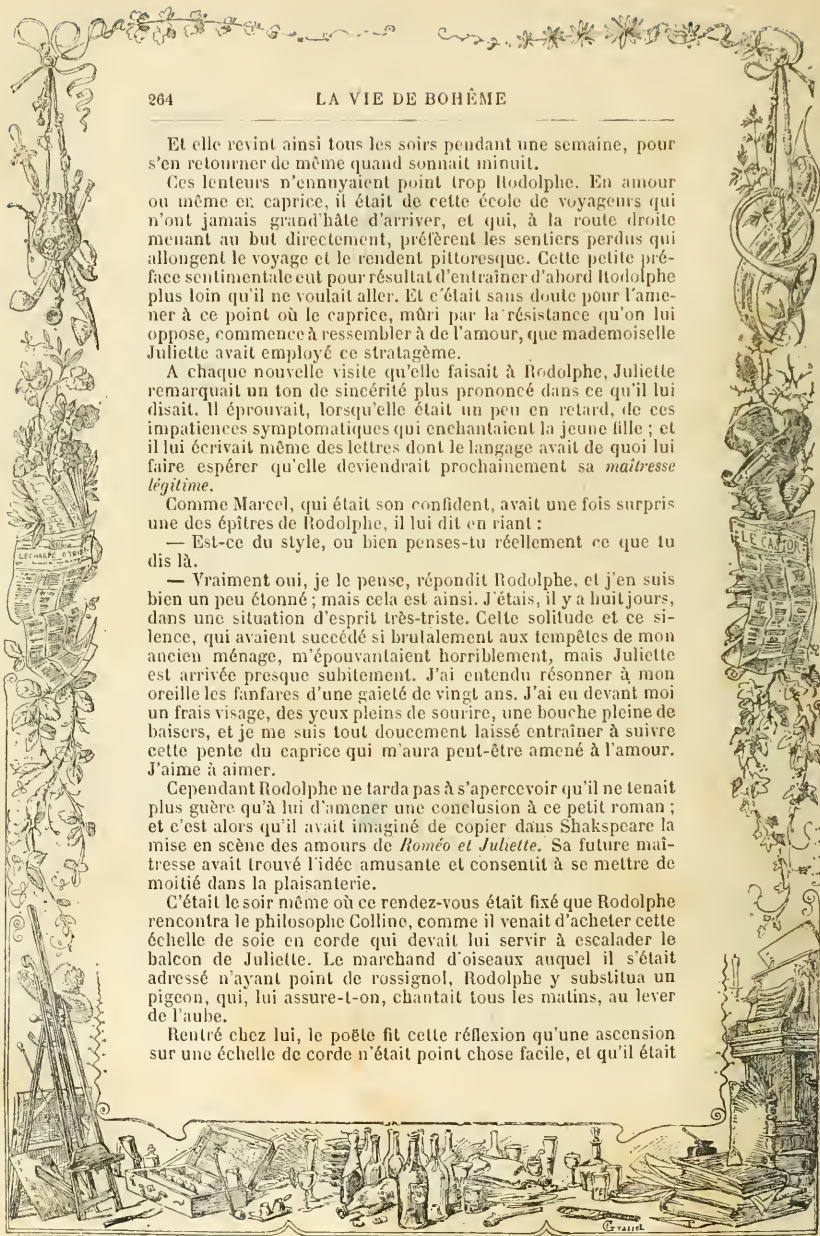 264 LA VIE DE BOHÊME
Et elle revint ainsi tous les soirs pendant une semaine, pour
s'en retourner de même quand sonnait minuit.
Ces lenteurs n'ennuyaient point trop Rodolphe. En amour
ou même en caprice, il était de cette école de voyageurs qui
n'ont jamais grand'hâte d'arriver, et qui, à la route droite
menant au but directement, préfèrent les sentiers perdus qui
allongent le voyage et le rendent pittoresque. Cette petite pré-
face sentimentale eut pour résultat d'entraîner d'abord Rodolphe
plus loin qu'il ne voulait aller. Et c'était sans doute pour l'ame-
ner à ce point où le caprice, mûri par la résistance qu'on lui
oppose, commence à ressembler à de l'amour, que mademoiselle
Juliette avait employé ce stratagème.
A chaque nouvelle visite qu'elle faisait à Rodolphe, Juliette
remarquait un ton de sincérité plus prononcé dans ce qu'il lui
disait. Il éprouvait, lorsqu'elle était un peu en retard, de ces
impatiences symptomatiques qui enchantaient la jeune fille ; et
il lui écrivait même des lettres dont le langage avait de quoi lui
faire espérer qu'elle deviendrait prochainement sa maîtresse
légitime.
Comme Marcel, qui était son confident, avait une fois surpris
une des épîtres de Rodolphe, il lui dit en riant :
— Est-ce du style, ou bien penses-tu réellement ce que tu
dis là.
— Vraiment oui, je le pense, répondit Rodolphe, et j'en suis
bien un peu étonné ; mais cela est ainsi. J'étais, il y a huit jours,
dans une situation d'esprit très-triste. Cette solitude et ce si-
lence, qui avaient succédé si brutalement aux tempêtes de mon
ancien ménage, m'épouvantaient horriblement, mais Juliette
est arrivée presque subitement. J'ai entendu résonner à mon
oreille les fanfares d'une gaieté de vingt ans. J'ai eu devant moi
un frais visage, des yeux pleins de sourire, une bouche pleine de
baisers, et je me suis tout doucement laissé entraîner à suivre
cette pente du caprice qui m'aura peut-être amené à l'amour.
J'aime à aimer.
Cependant Rodolphe ne tarda pas à s'apercevoir qu'il ne tenait
plus guère qu'à lui d'amener une conclusion à ce petit roman ;
et c'est alors qu'il avait imaginé de copier dans Shakspeare la
mise en scène des amours de Roméo et Juliette. Sa future maî-
tresse avait trouvé l'idée amusante et consentit à se mettre de
moitié dans la plaisanterie.
C'était le soir même où ce rendez-vous était fixé que Rodolphe
rencontra le philosophe Colline, comme il venait d'acheter cette
échelle de soie en corde qui devait lui servir à escalader le
balcon de Juliette. Le marchand d'oiseaux auquel il s'était
adressé n'ayant point de rossignol, Rodolphe y substitua un
pigeon, qui, lui assure-t-on, chantait tous les matins, au lever
de l'aube.
Rentré chez lui, le poëte fit cette réflexion qu'une ascension
sur une échelle de corde n'était point chose facile, et qu'il était
LE CASTOR
Grasset